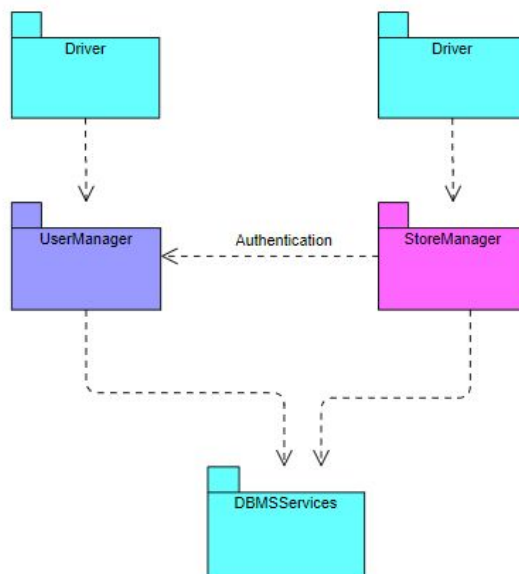 Driver
Driver
UserManager
Authentication
StoreManager
DBMSServices